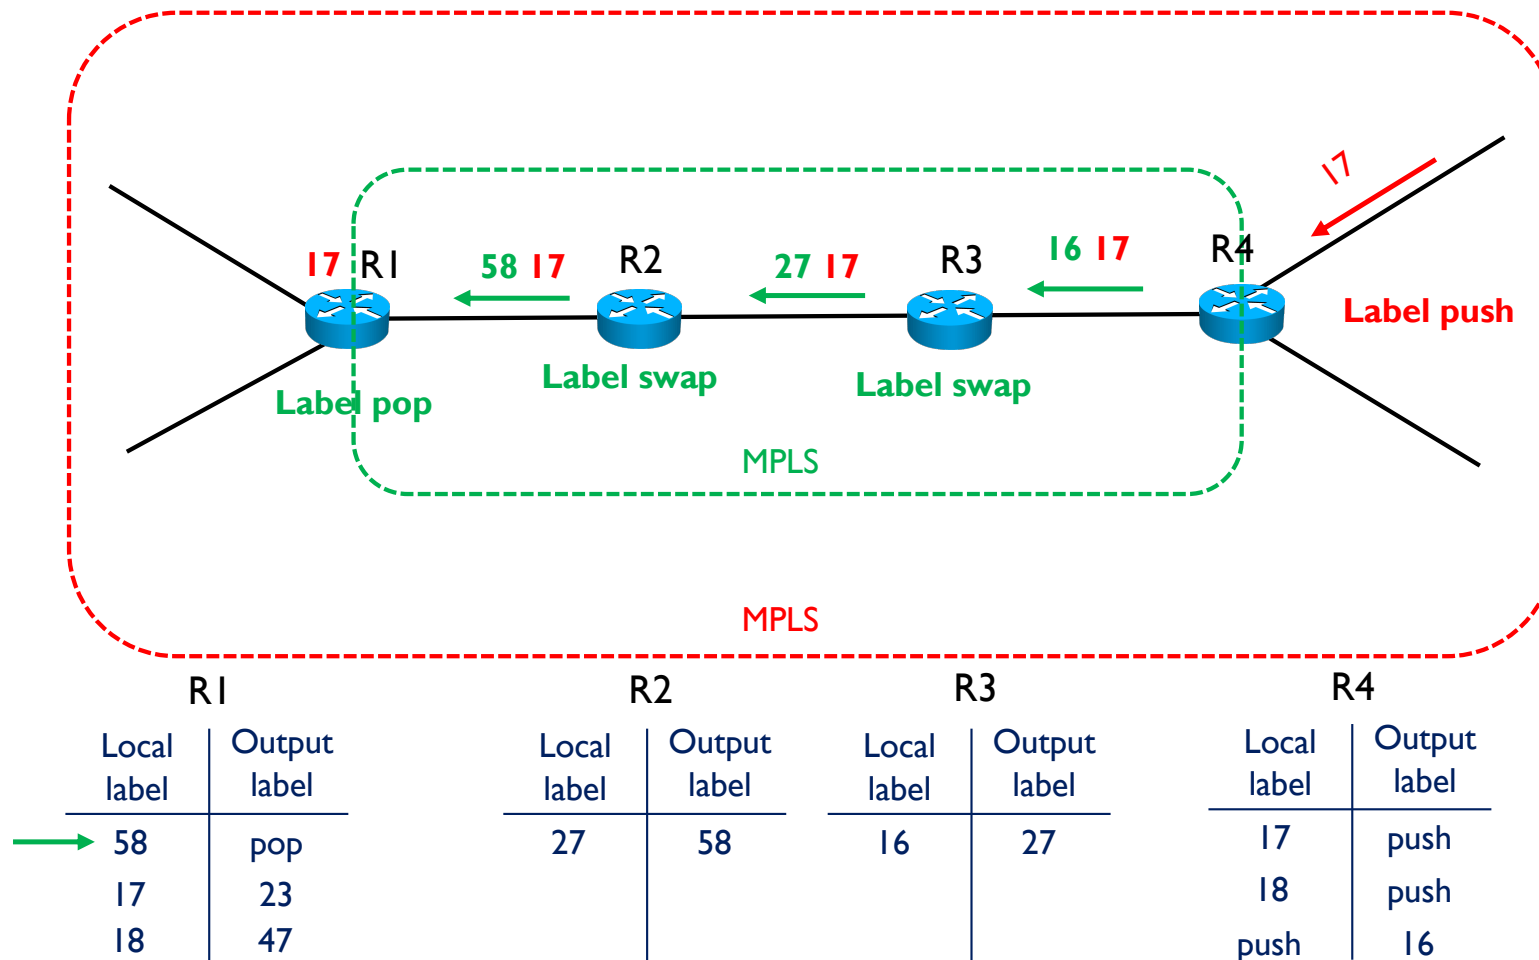 17
17 R1
58 17
R2
27 17
R3
16 17
R4
Label push
Label swap
Label swap
Label pop
MPLS
MPLS
R1
R2
R3
R4
Local label
Output label
58 pop
17 23
18 47
Local label
Output label
27 58
Local label
Output label
16 27
Local label
Output label
17 push
18 push
push 16